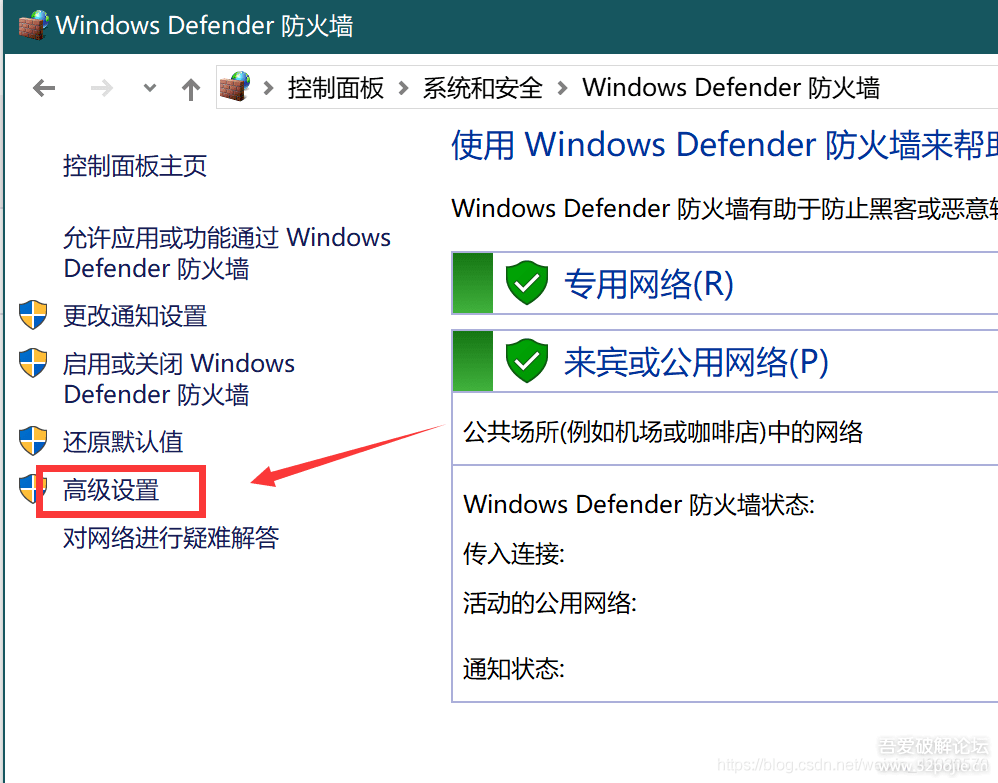 Windows Defender 防火墙
控制面板 > 系统和安全 > Windows Defender 防火墙
控制面板主页
允许应用或功能通过 Windows
Defender 防火墙
更改通知设置
启用或关闭 Windows
Defender 防火墙
还原默认值
高级设置
对网络进行疑难解答
使用 Windows Defender 防火墙来帮
Windows Defender 防火墙有助于防止黑客或恶意
专用网络(R)
来宾或公用网络(P)
公共场所(例如机场或咖啡店)中的网络
Windows Defender 防火墙状态:
传入连接:
活动的公用网络:
通知状态:
吾爱破解论坛
www.52pojie.cn